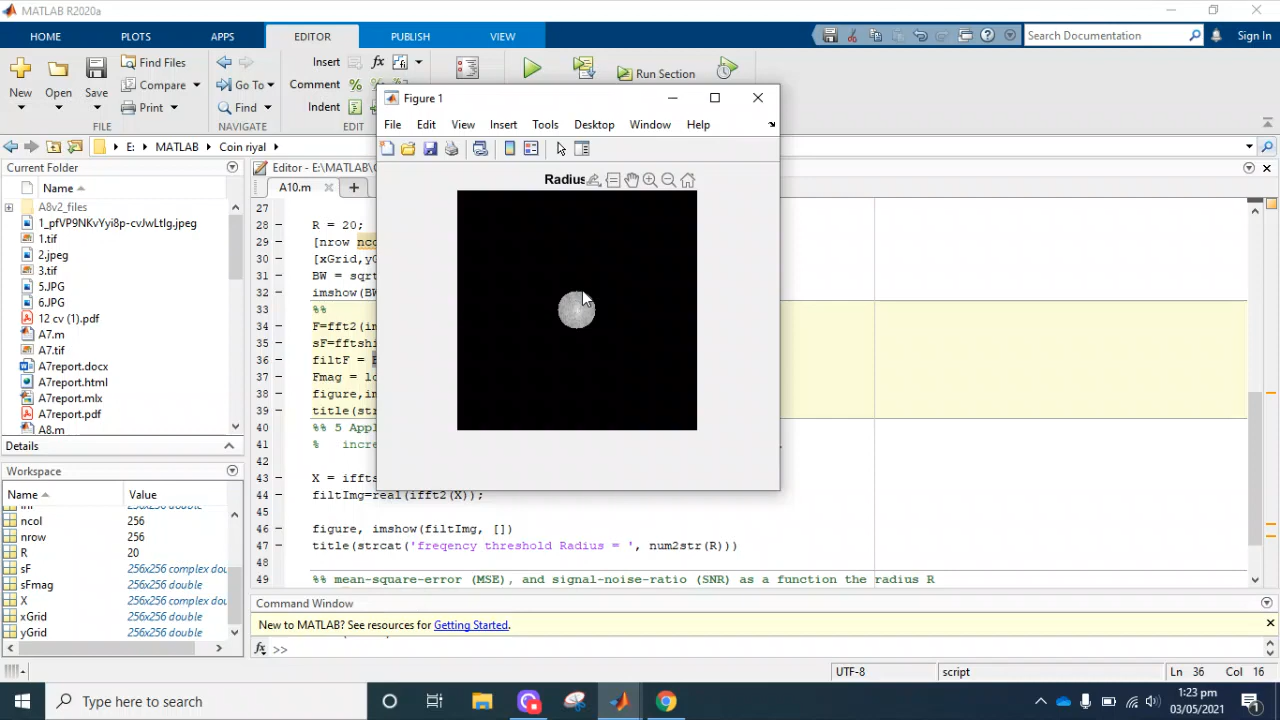 MATLAB R2020a
HOME PLOTS APPS EDITOR PUBLISH VIEW
Search Documentation
Sign In
New Open Save
Find Files
Compare
Print
FILE
Go To
Find
NAVIGATE
Insert fx
Comment %
Indent
EDIT
Run Section
E: MATLAB Coin riyal
Current Folder
Name
A8v2_files
1_pfVP9NKvYyi8p-cvJwLtIg.jpeg
1.tif
2.jpeg
3.tif
5.JPG
6.JPG
12 cv (1).pdf
A7.m
A7.tif
A7report.docx
A7report.html
A7report.mlx
A7report.pdf
A8.m
Details
Workspace
Name Value
ncol 256
nrow 256
R 20
sF 256x256 complex dou
sFmag 256x256 double
X 256x256 complex dou
xGrid 256x256 double
yGrid 256x256 double
Editor - E:\MATLAB\C
A10.m
27
28 R = 20;
29 [nrow nco
30 [xGrid,yG
31 BW = sqrt
32 imshow(BW
33 %%
34 F=fft2(im
35 sF=fftshi
36 filtF =
37 Fmag = lo
38 figure,im
39 title(str
40 %% 5 Appl
41 % incre
42
43 X = iffts
44 filtImg=real(ifft2(X));
45
46 figure, imshow(filtImg, [])
47 title(strcat('freqency threshold Radius = ', num2str(R)))
48
49 %% mean-square-error (MSE), and signal-noise-ratio (SNR) as a function the radius R
Figure 1
File Edit View Insert Tools Desktop Window Help
Radius
Command Window
New to MATLAB? See resources for Getting Started.
fx >>
UTF-8 script Ln 36 Col 16
Type here to search
1:23 pm
03/05/2021
1